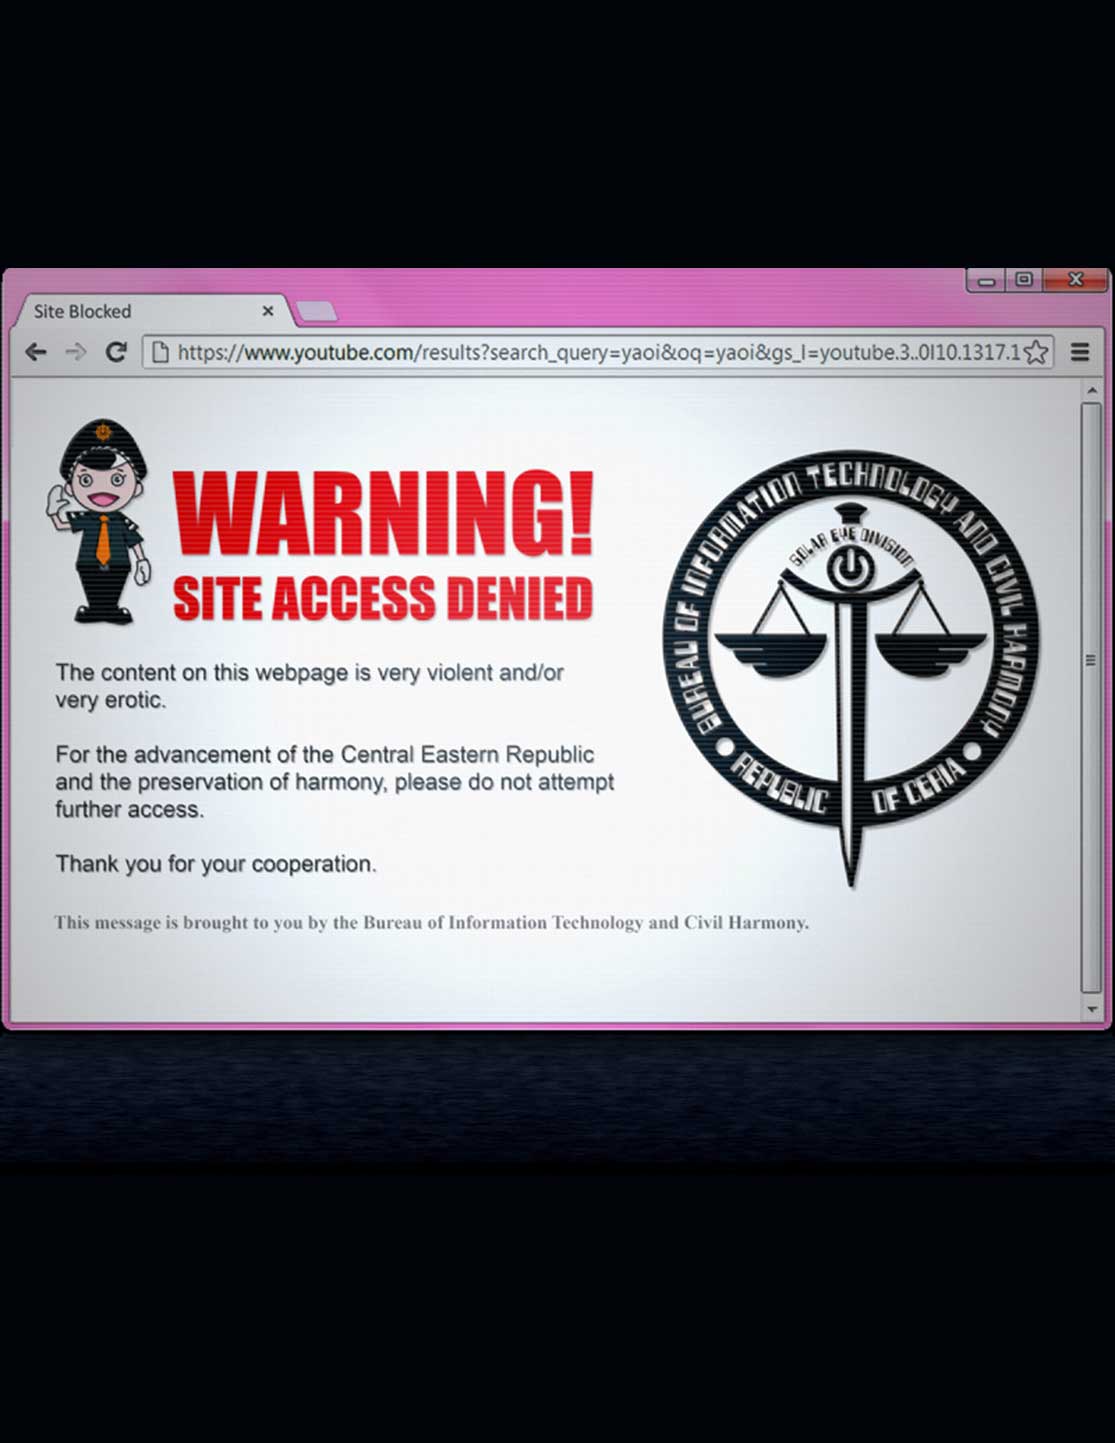 Site Blocked
https://www.youtube.com/results?search_query=yaoi&oq=yaoi&gs_l=youtube.3..0l10.1317.1
WARNING!
SITE ACCESS DENIED
The content on this webpage is very violent and/or
very erotic.
For the advancement of the Central Eastern Republic
and the preservation of harmony, please do not attempt
further access.
Thank you for your cooperation.
This message is brought to you by the Bureau of Information Technology and Civil Harmony.
BUREAU OF INFORMATION TECHNOLOGY AND CIVIL HARMONY
SOLAR EYE DIVISION
REPUBLIC OF CERIA